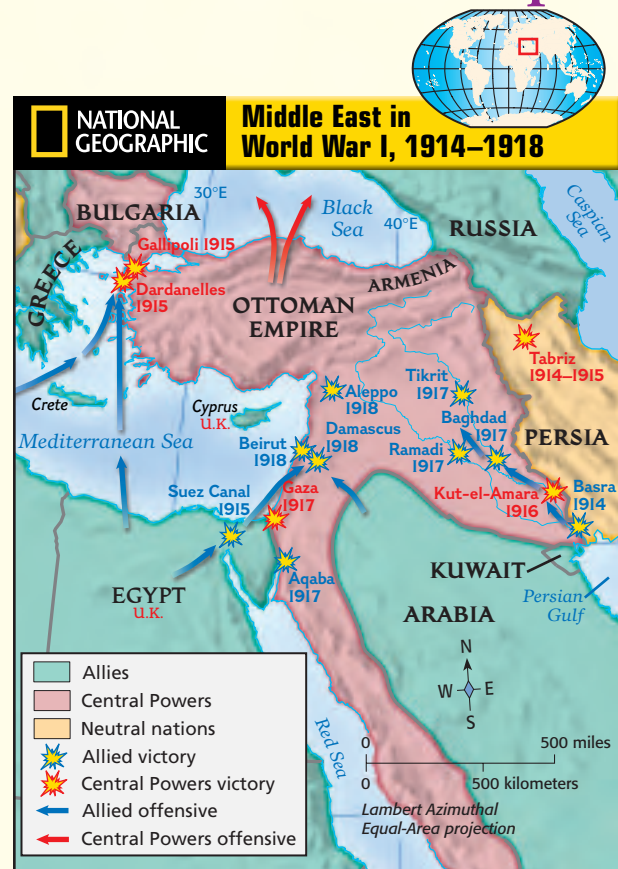 NATIONAL
GEOGRAPHIC
Middle East in
World War I, 1914–1918
30°E
BULGARIA
Black
Sea
40°E
Caspian
Sea
RUSSIA
Gallipoli 1915
GREECE
Dardanelles
1915
ARMENIA
OTTOMAN
EMPIRE
Tabriz
1914–1915
Crete
Cyprus
U.K.
Aleppo
1918
Tikrit
1917
Mediterranean Sea
Beirut
1918
Damascus
1918
Baghdad
1917
Ramadi
1917
PERSIA
Suez Canal
1915
Gaza
1917
Kut-el-Amara
1916
Basra
1914
Aqaba
1917
EGYPT
U.K.
KUWAIT
Persian
Gulf
ARABIA
Red Sea
N
W
E
S
Allies
Central Powers
Neutral nations
Allied victory
Central Powers victory
Allied offensive
Central Powers offensive
0
500 miles
0
500 kilometers
Lambert Azimuthal
Equal-Area projection